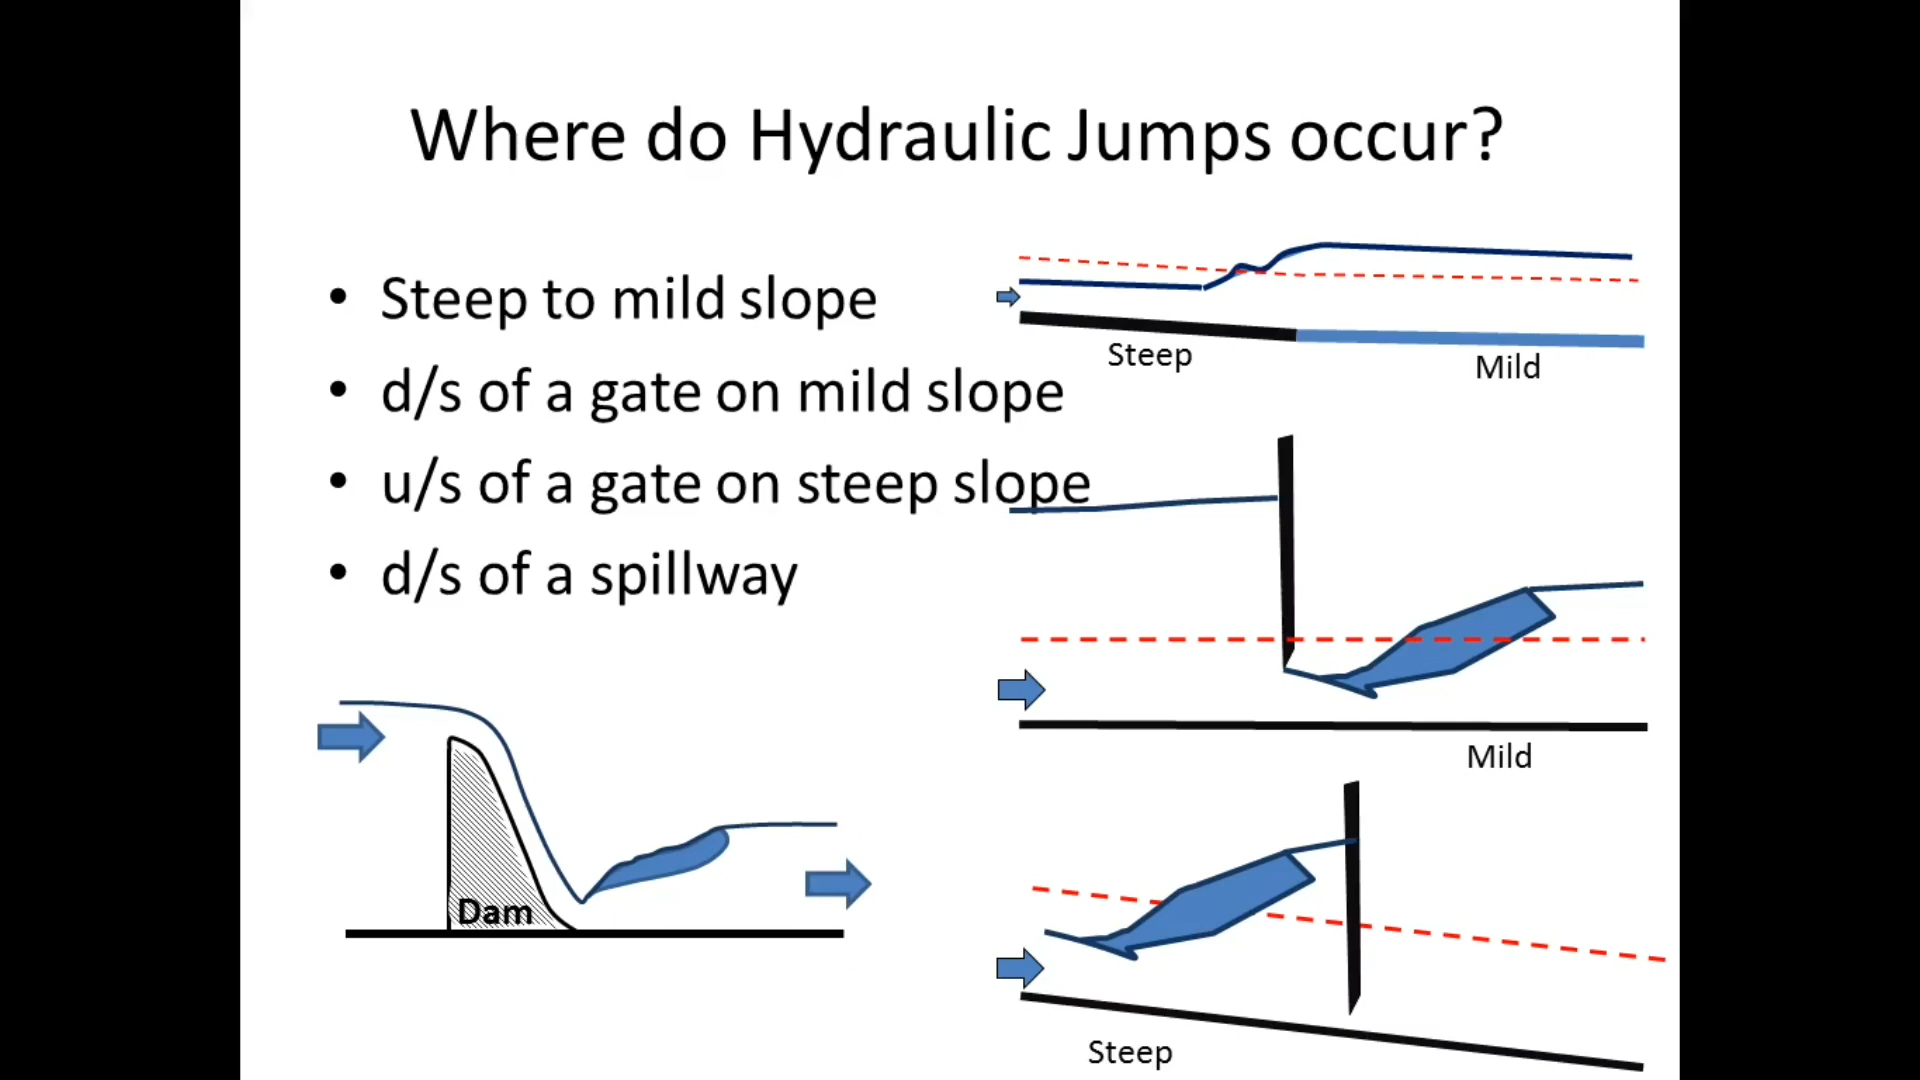 Where do Hydraulic Jumps occur?
• Steep to mild slope
• d/s of a gate on mild slope
• u/s of a gate on steep slope
• d/s of a spillway
Steep
Mild
Mild
Dam
Steep